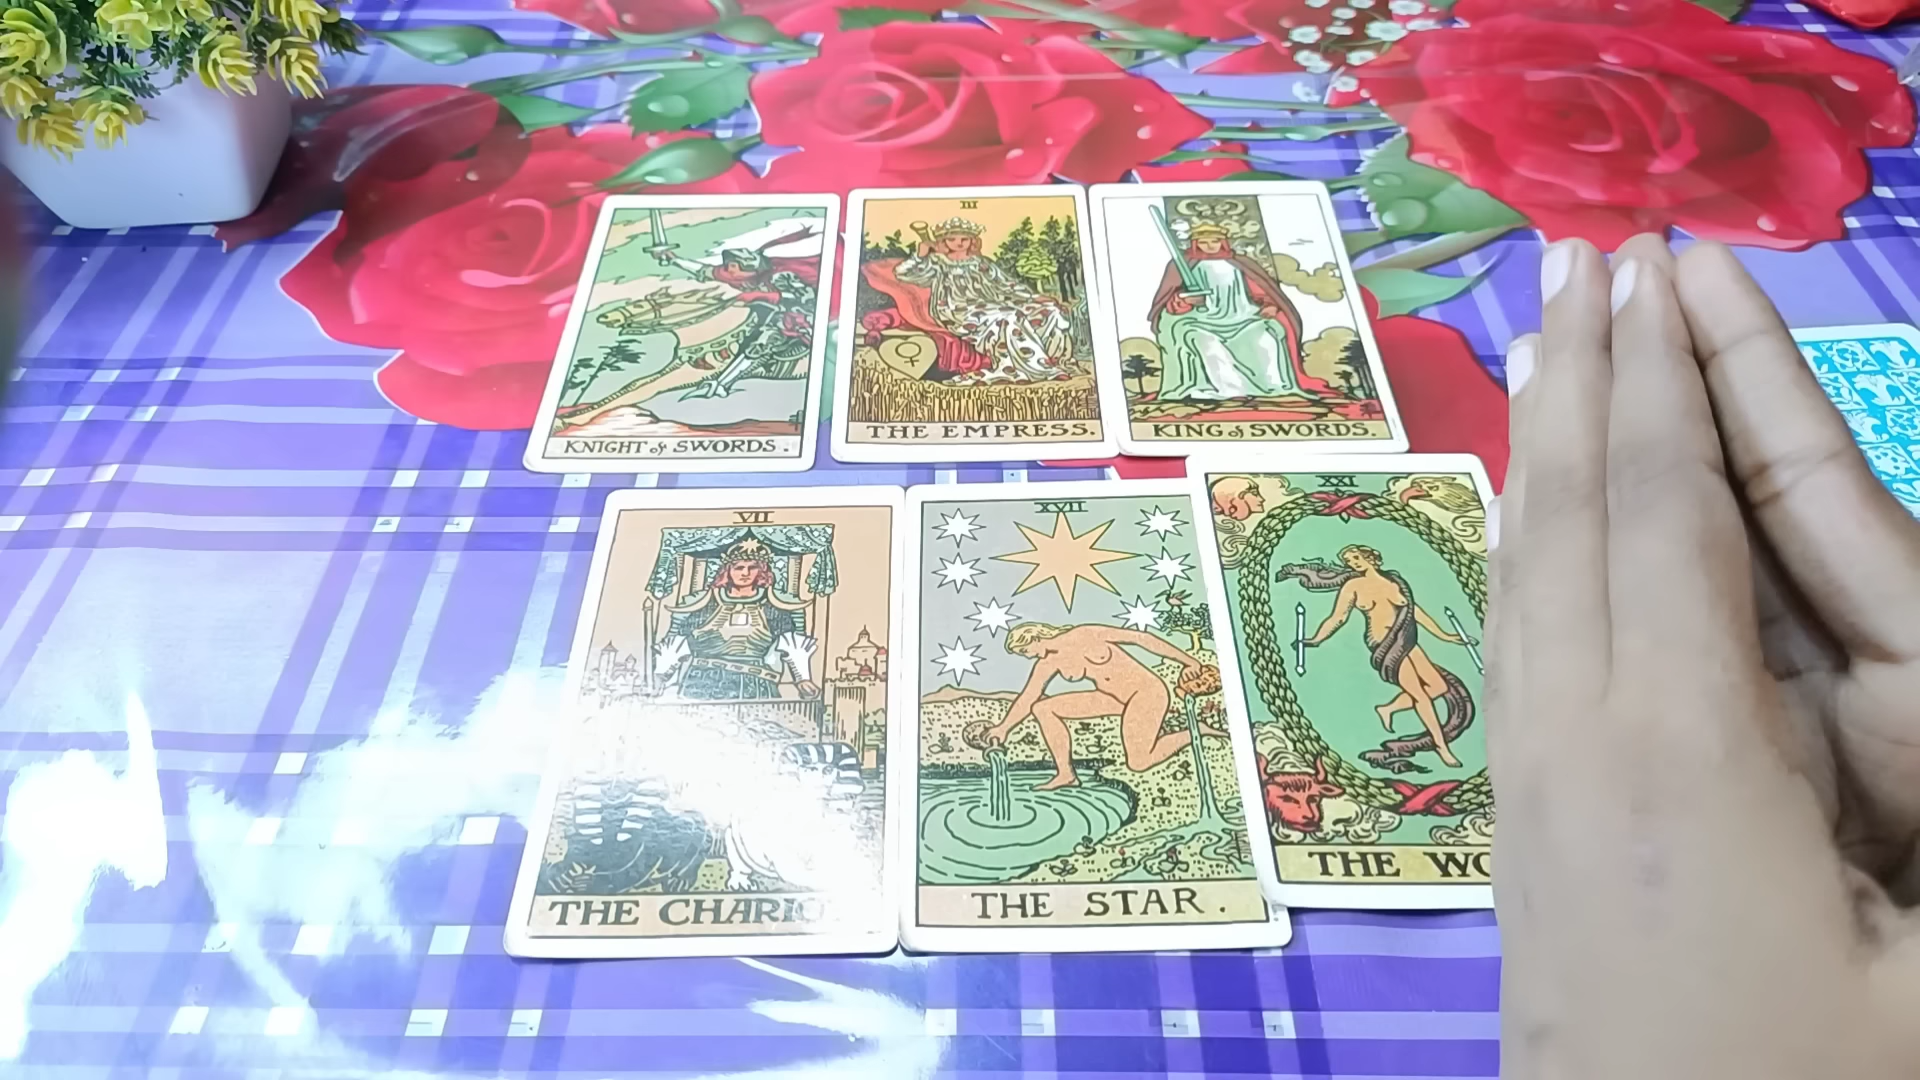 III
KNIGHT of SWORDS.
THE EMPRESS.
KING of SWORDS.
VII
XVII
XXI
THE CHARIO
THE STAR.
THE WO